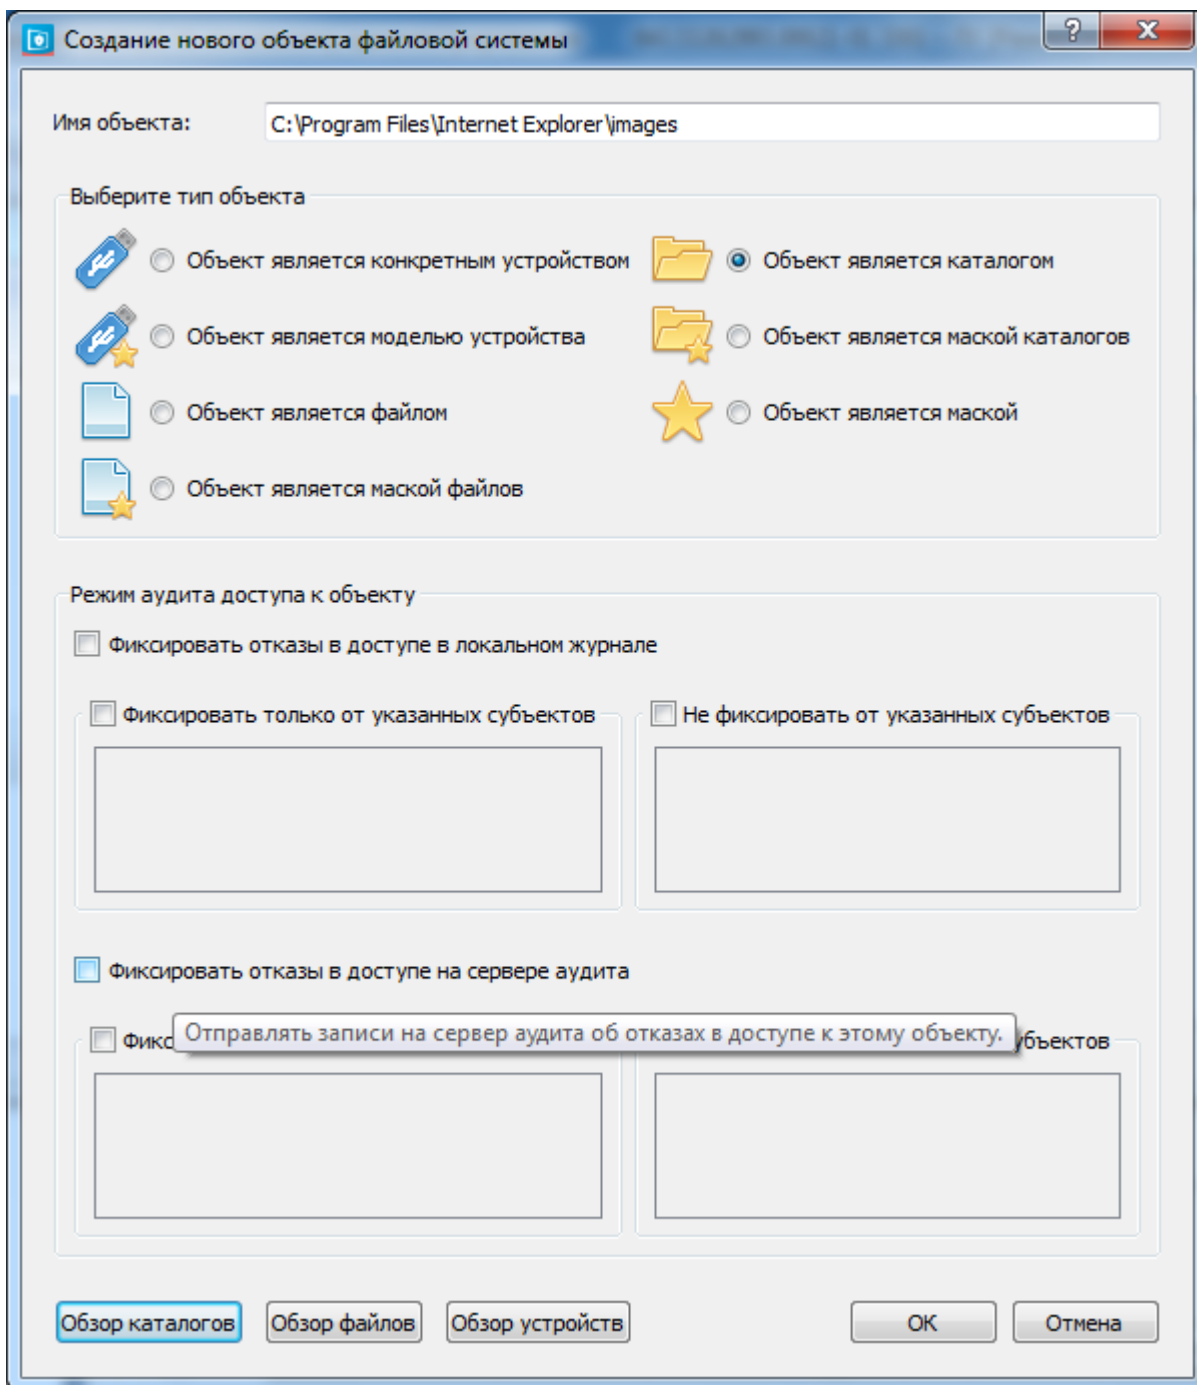 Создание нового объекта файловой системы
?
Имя объекта:
C:\Program Files\Internet Explorer\images
Выберите тип объекта
Объект является конкретным устройством
Объект является каталогом
Объект является моделью устройства
Объект является маской каталогов
Объект является файлом
Объект является маской
Объект является маской файлов
Режим аудита доступа к объекту
Фиксировать отказы в доступе в локальном журнале
Фиксировать только от указанных субъектов
Не фиксировать от указанных субъектов
Фиксировать отказы в доступе на сервере аудита
Отправлять записи на сервер аудита об отказах в доступе к этому объекту.
Обзор каталогов
Обзор файлов
Обзор устройств
ОК
Отмена